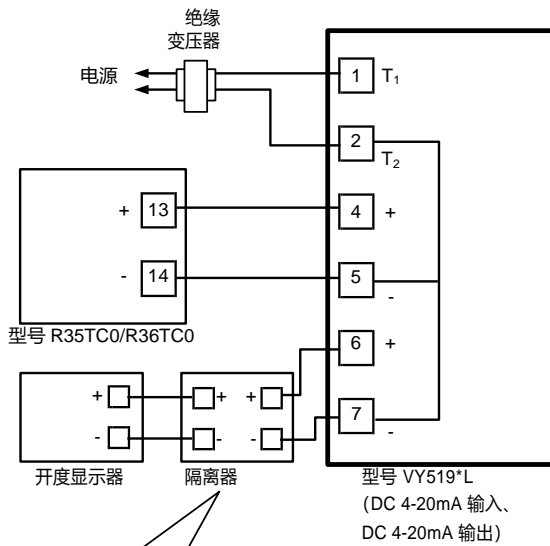 绝缘
变压器
电源
1 T1
2 T2
+ 13
4 +
- 14
5 -
型号 R35TC0/R36TC0
6 +
+ + +
7 -
- - -
开度显示器
隔离器
型号 VY519*L
(DC 4-20mA 输入、
DC 4-20mA 输出)